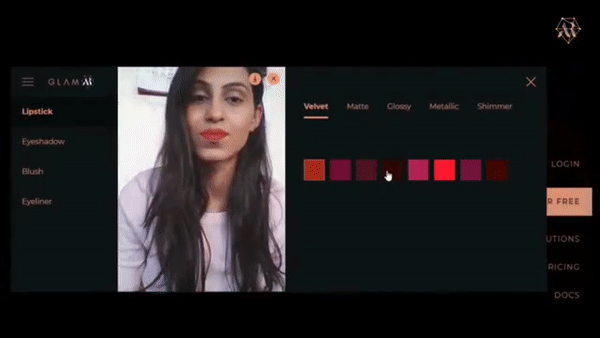 GLAM AR
Lipstick
Eyeshadow
Blush
Eyeliner
Velvet Matte Glossy Metallic Shimmer
LOGIN
R FREE
UTIONS
RICING
DOCS